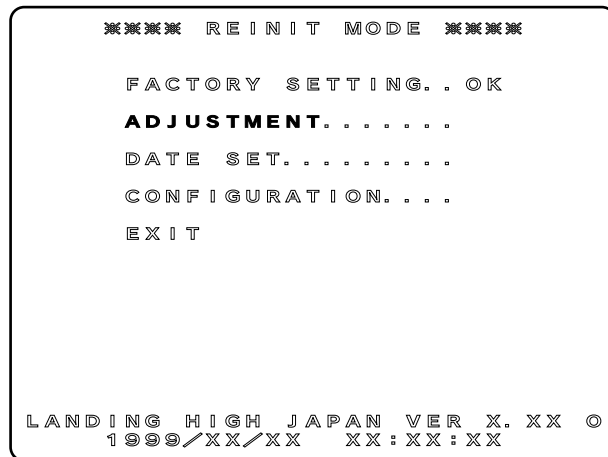 ※※※※ REINIT MODE ※※※※
FACTORY SETTING..OK
ADJUSTMENT.......
DATE SET.........
CONFIGURATION....
EXIT
LANDING HIGH JAPAN VER X.XX O
1999/XX/XX XX:XX:XX